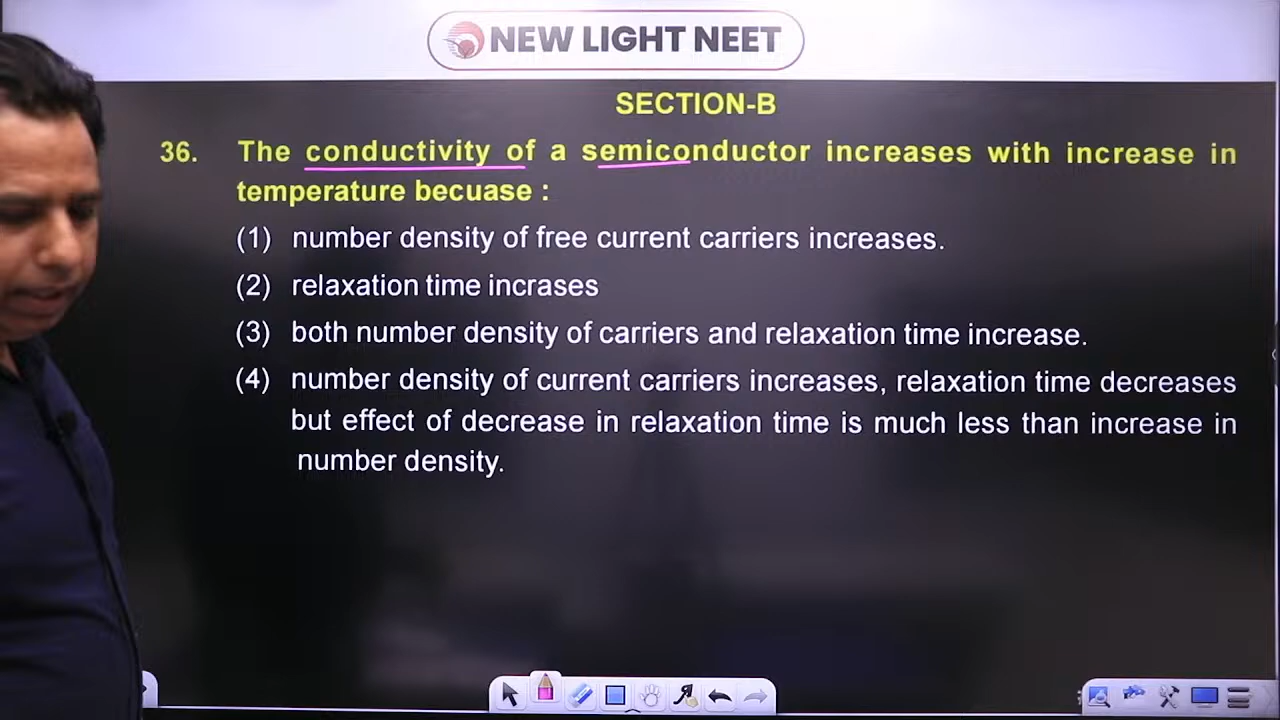 NEW LIGHT NEET
SECTION-B
36. The conductivity of a semiconductor increases with increase in
temperature becuase :
(1) number density of free current carriers increases.
(2) relaxation time incrases
(3) both number density of carriers and relaxation time increase.
(4) number density of current carriers increases, relaxation time decreases
but effect of decrease in relaxation time is much less than increase in
number density.